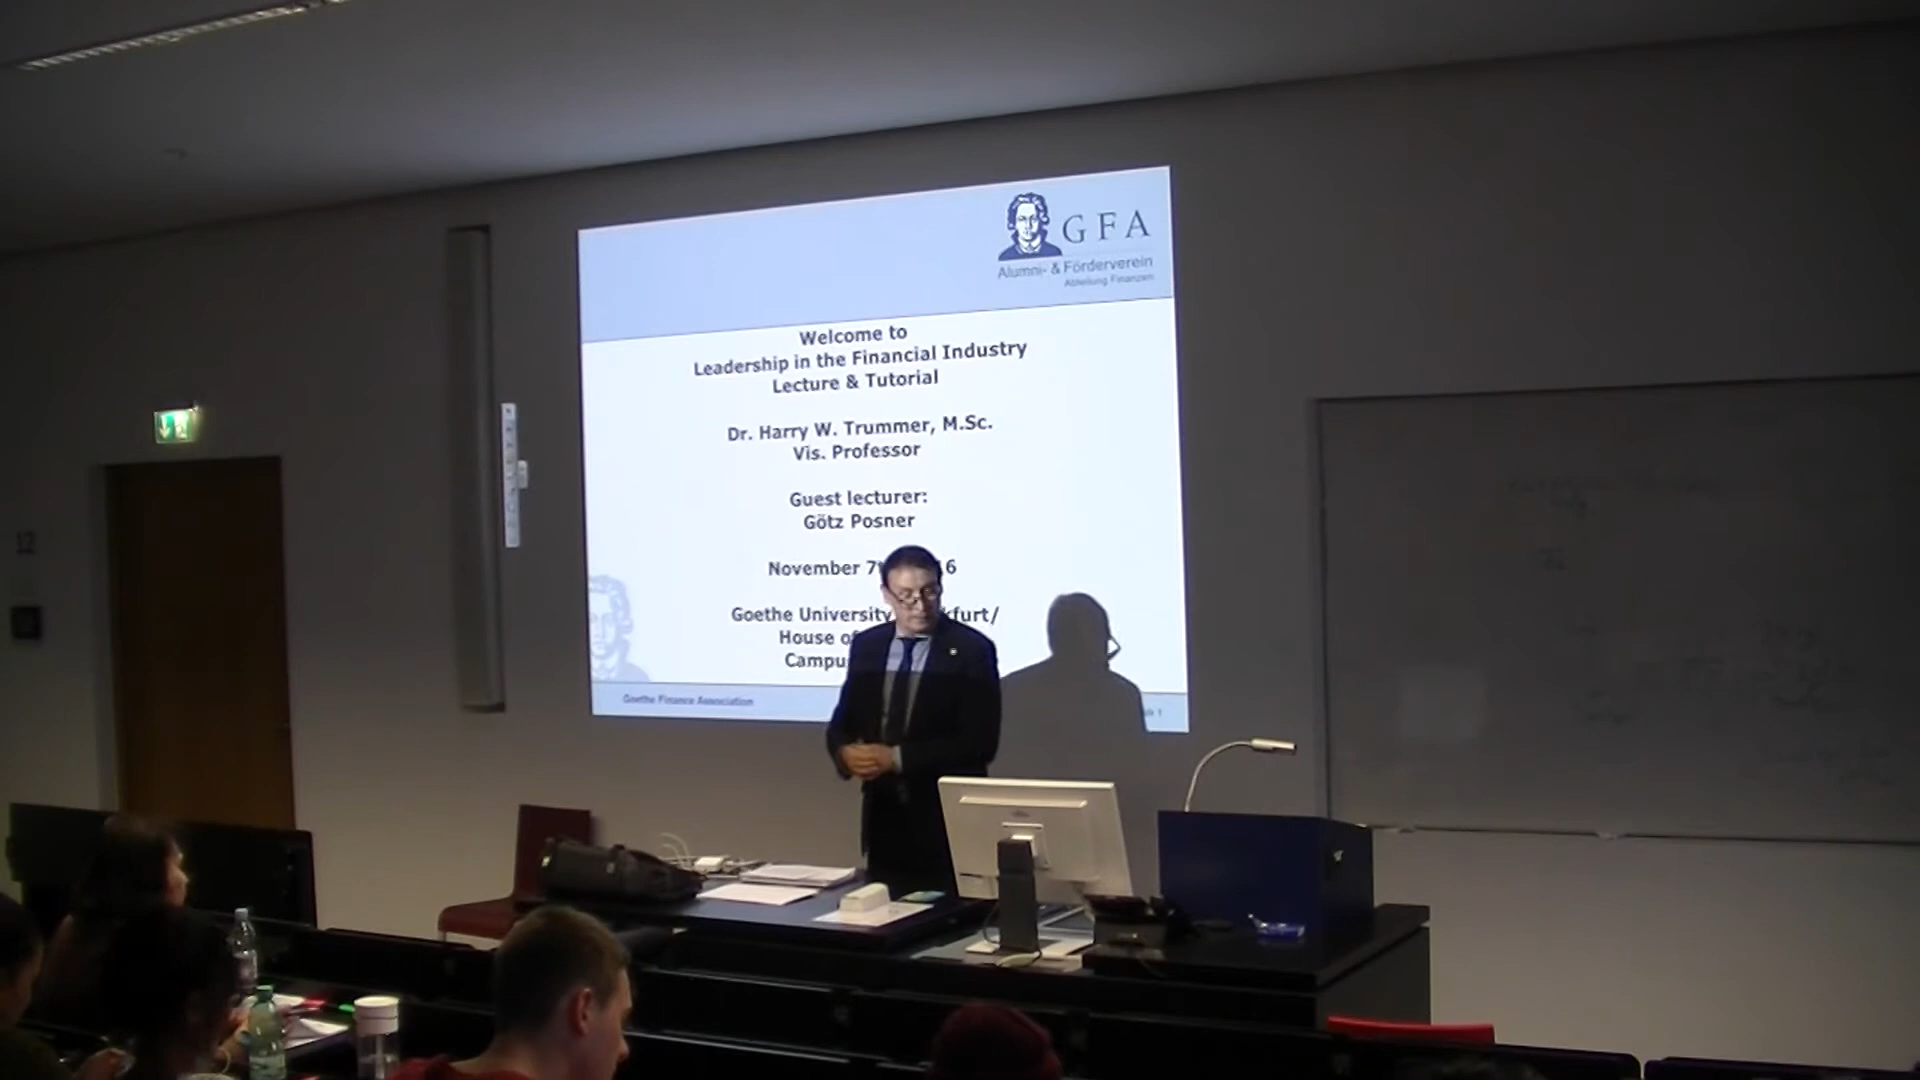 GFA
Alumni- & Förderverein
Abteilung Finanzen
Welcome to
Leadership in the Financial Industry
Lecture & Tutorial
Dr. Harry W. Trummer, M.Sc.
Vis. Professor
Guest lecturer:
Götz Posner
November 7 6
Goethe University kfurt/
House of
Campu
Goethe Finance Association
12